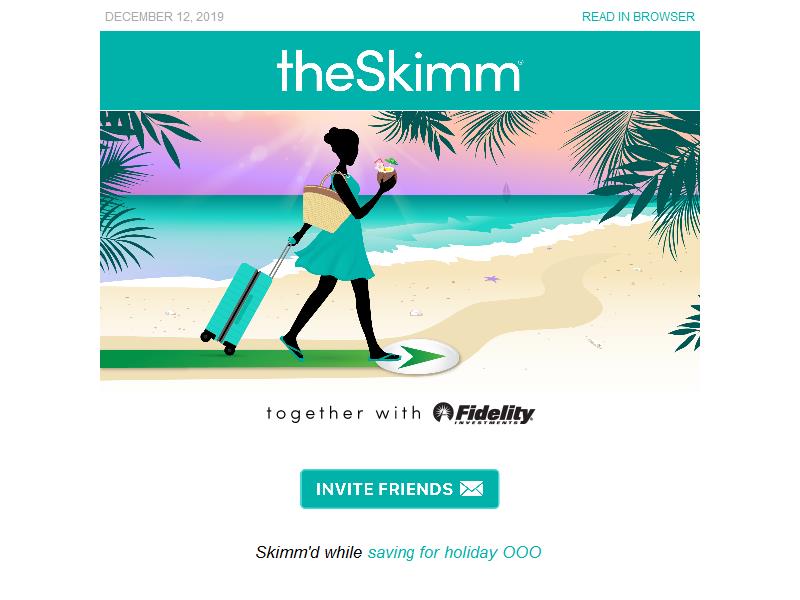 DECEMBER 12, 2019 READ IN BROWSER
theSkimm®
together with Fidelity
INVESTMENTS
INVITE FRIENDS
Skimm'd while saving for holiday OOO